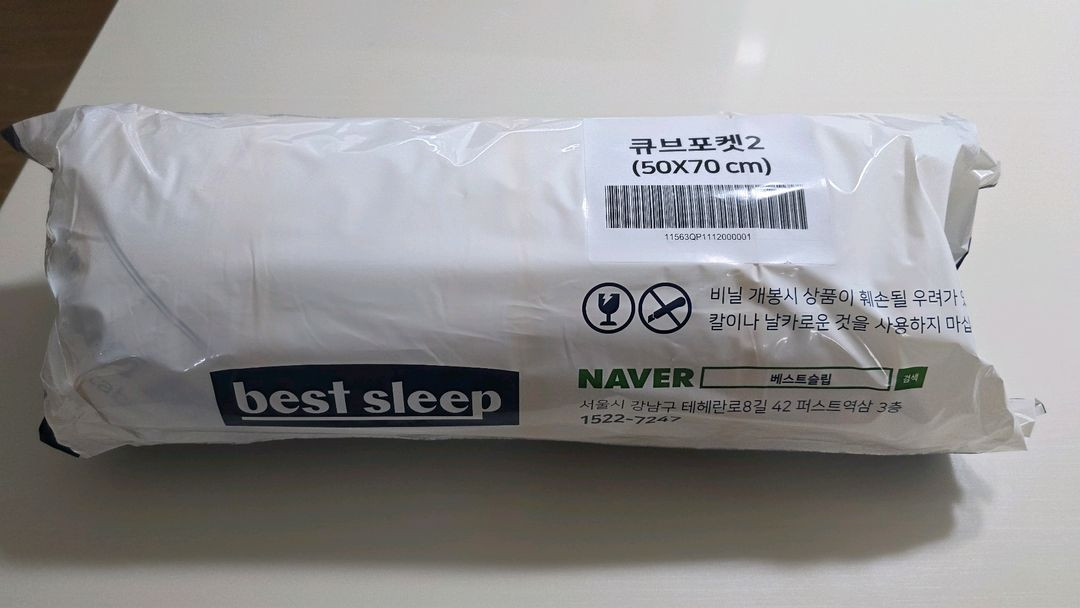 큐브포켓2
(50X70 cm)
11563QP1112000001
비닐 개봉시 상품이 훼손될 우려가
칼이나 날카로운 것을 사용하지 마십
NAVER 베스트슬립 검색
best sleep
서울시 강남구 테헤란로8길 42 퍼스트역삼 3층
1522-7247